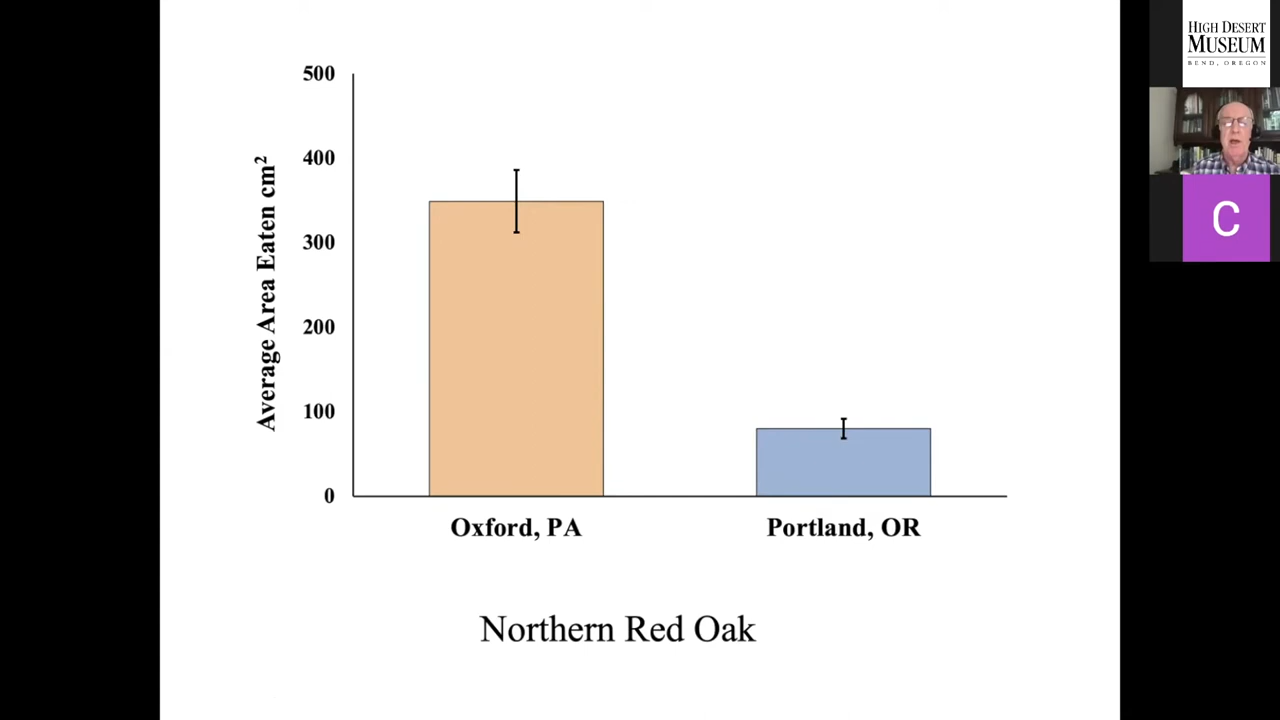 500
400
300
200
100
0
Average Area Eaten cm²
Oxford, PA
Portland, OR
Northern Red Oak
HIGH DESERT
MUSEUM
BEND, OREGON
C